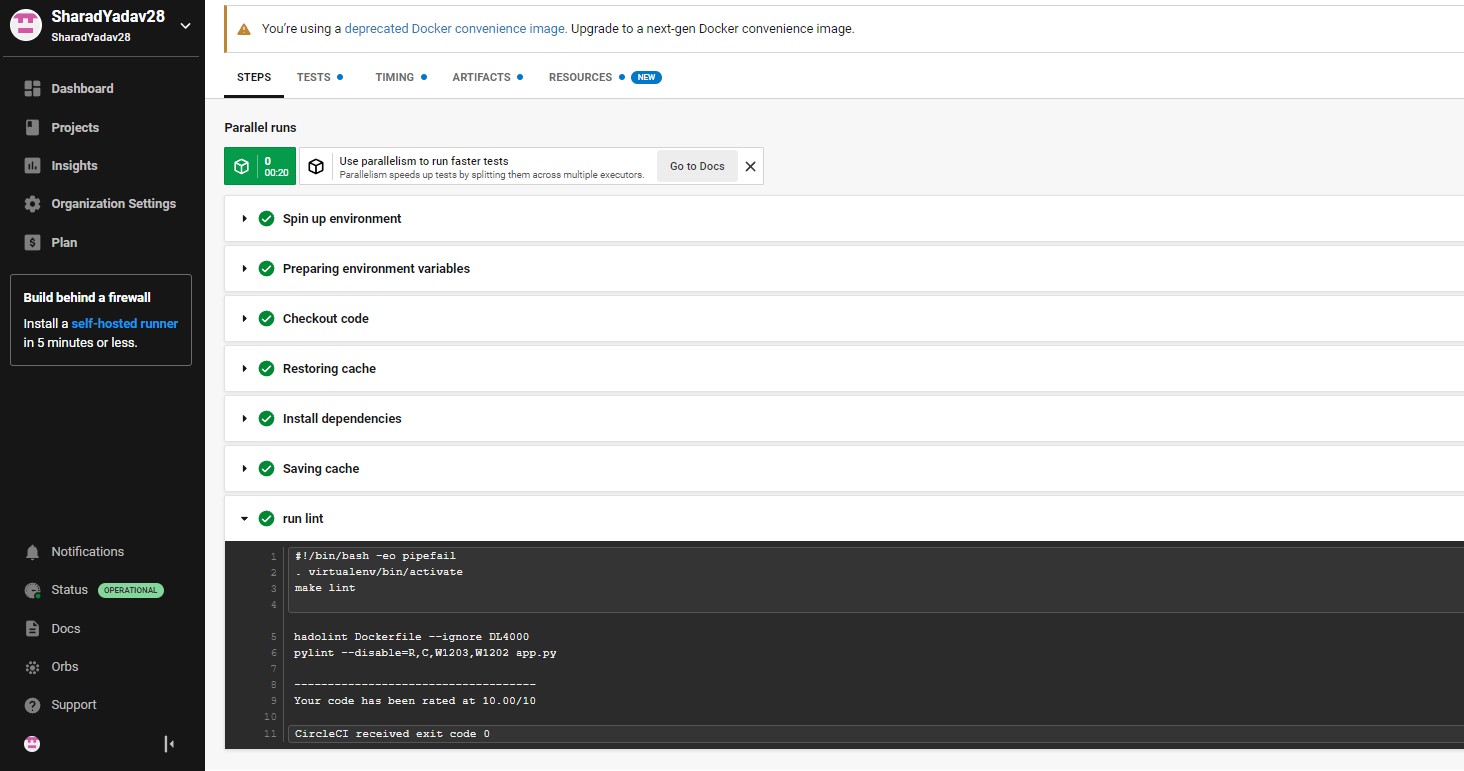 SharadYadav28
SharadYadav28
Dashboard
Projects
Insights
Organization Settings
Plan
Build behind a firewall
Install a self-hosted runner
in 5 minutes or less.
Notifications
Status OPERATIONAL
Docs
Orbs
Support
You're using a deprecated Docker convenience image. Upgrade to a next-gen Docker convenience image.
STEPS TESTS TIMING ARTIFACTS RESOURCES NEW
Parallel runs
0
00:20
Use parallelism to run faster tests
Parallelism speeds up tests by splitting them across multiple executors.
Go to Docs
Spin up environment
Preparing environment variables
Checkout code
Restoring cache
Install dependencies
Saving cache
run lint
1 #!/bin/bash -eo pipefail
2 . virtualenv/bin/activate
3 make lint
4
5 hadolint Dockerfile --ignore DL4000
6 pylint --disable=R,C,W1203,W1202 app.py
7
8 ------------------------------------
9 Your code has been rated at 10.00/10
10
11 CircleCI received exit code 0